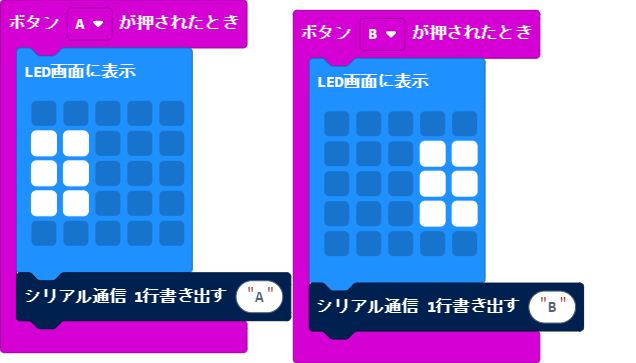 ボタン A が押されたとき
LED画面に表示
シリアル通信 1行書き出す "A"
ボタン B が押されたとき
LED画面に表示
シリアル通信 1行書き出す "B"